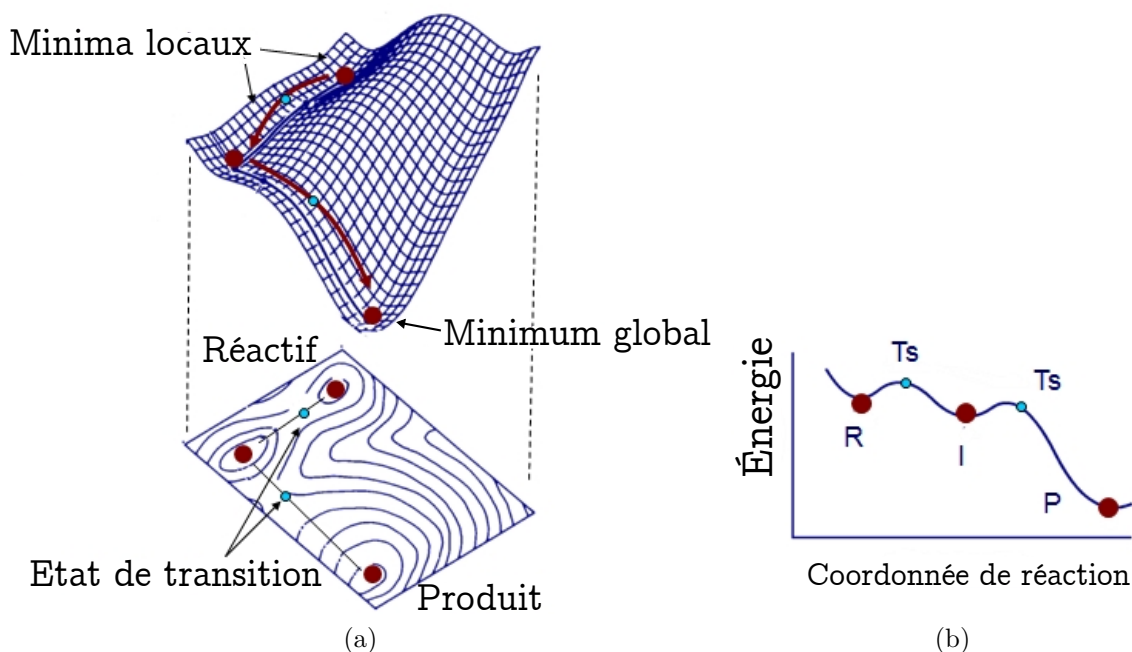 Minima locaux
Minimum global
Réactif
Etat de transition
Produit
(a)
Énergie
Ts
Ts
R
I
P
Coordonnée de réaction
(b)